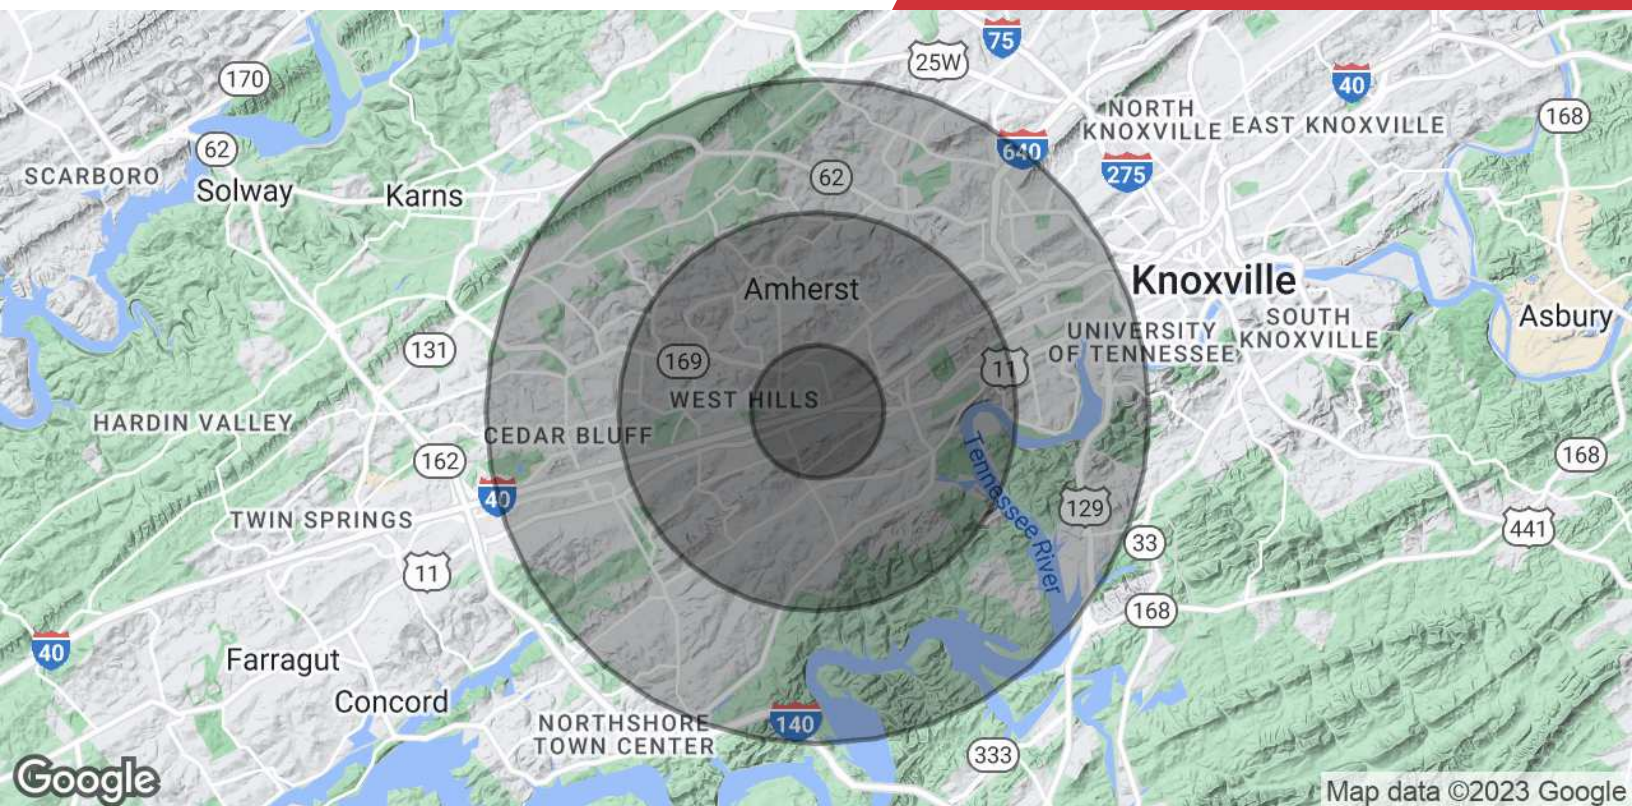 75
25W
40
170
NORTH
KNOXVILLE
EAST KNOXVILLE
168
640
62
275
SCARBORO
62
Solway
Karns
Knoxville
Amherst
SOUTH
KNOXVILLE
Asbury
UNIVERSITY
OF TENNESSEE
131
169
11
WEST HILLS
HARDIN VALLEY
CEDAR BLUFF
162
168
40
Tennessee River
129
TWIN SPRINGS
441
33
11
168
40
Farragut
Concord
NORTHSHORE
TOWN CENTER
140
333
Google
Map data ©2023 Google